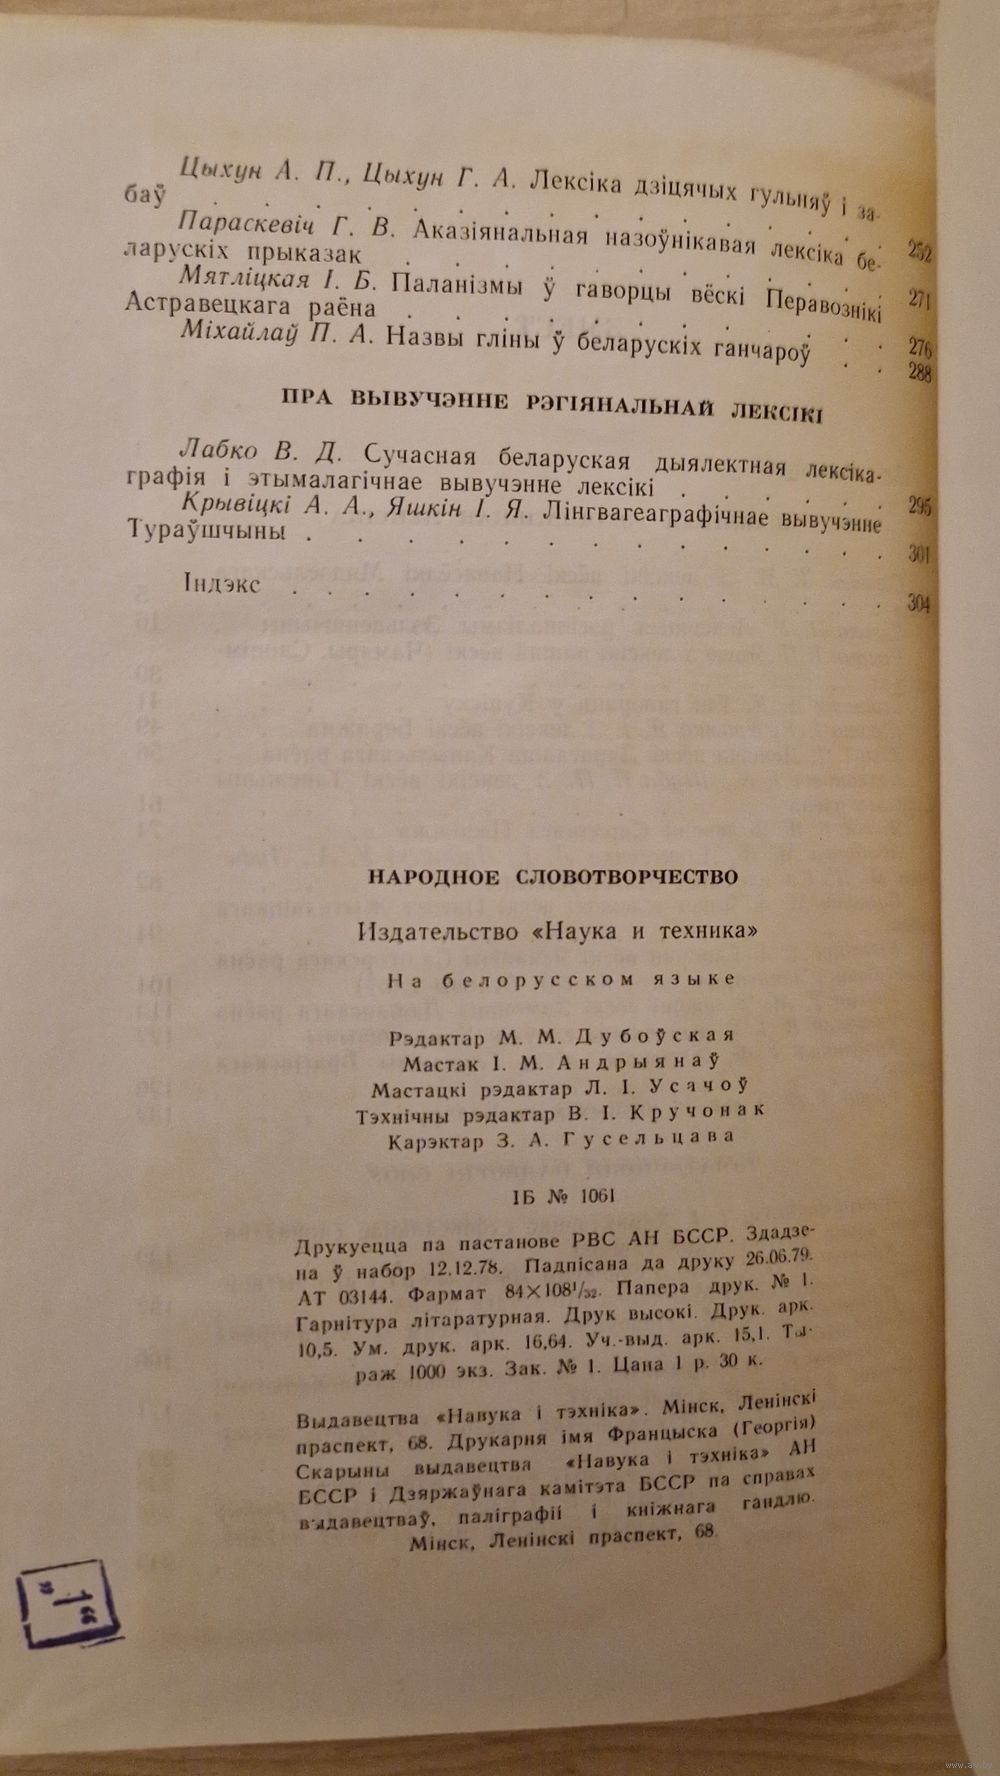 Цыхун А. П., Цыхун Г. А. Лексіка дзіцячых гульняў і за-
баў . . . . . . . . . . . . . 252
Параскевіч Г. В. Аказіянальная назоўнікавая лексіка бе-
ларускіх прыказак . . . . . . . . . . 271
Мятліцкая І. Б. Паланізмы ў гаворцы вёскі Перавознікі
Астравецкага раёна . . . . . . . . . . 276
Міхайлаў П. А. Назвы гліны ў беларускіх ганчароў . . 288
ПРА ВЫВУЧЭННЕ РЭГІЯНАЛЬНАЙ ЛЕКСІКІ
Лабко В. Д. Сучасная беларуская дыялектная лексіка-
графія і этымалагічнае вывучэнне лексікі . . . . . 295
Крывіцкі А. А., Яшкін І. Я. Лінгвагеаграфічнае вывучэнне
Тураўшчыны . . . . . . . . . . . . 301
Індэкс . . . . . . . . . . . . . 304
НАРОДНОЕ СЛОВОТВОРЧЕСТВО
Издательство «Наука и техника»
На белорусском языке
Рэдактар М. М. Дубоўская
Мастак І. М. Андрыянаў
Мастацкі рэдактар Л. І. Усачоў
Тэхнічны рэдактар В. І. Кручонак
Карэктар З. А. Гусельцава
ІБ № 1061
Друкуецца па пастанове РВС АН БССР. Здадзе-
на ў набор 12.12.78. Падпісана да друку 26.06.79.
АТ 03144. Фармат 84×108¹/₃₂. Папера друк. № 1.
Гарнітура літаратурная. Друк высокі. Друк. арк.
10,5. Ум. друк. арк. 16,64. Уч.-выд. арк. 15,1. Ты-
раж 1000 экз. Зак. № 1. Цана 1 р. 30 к.
Выдавецтва «Навука і тэхніка». Мінск, Ленінскі
праспект, 68. Друкарня імя Францыска (Георгія)
Скарыны выдавецтва «Навука і тэхніка» АН
БССР і Дзяржаўнага камітэта БССР па справах
выдавецтваў, паліграфіі і кніжнага гандлю.
Мінск, Ленінскі праспект, 68.